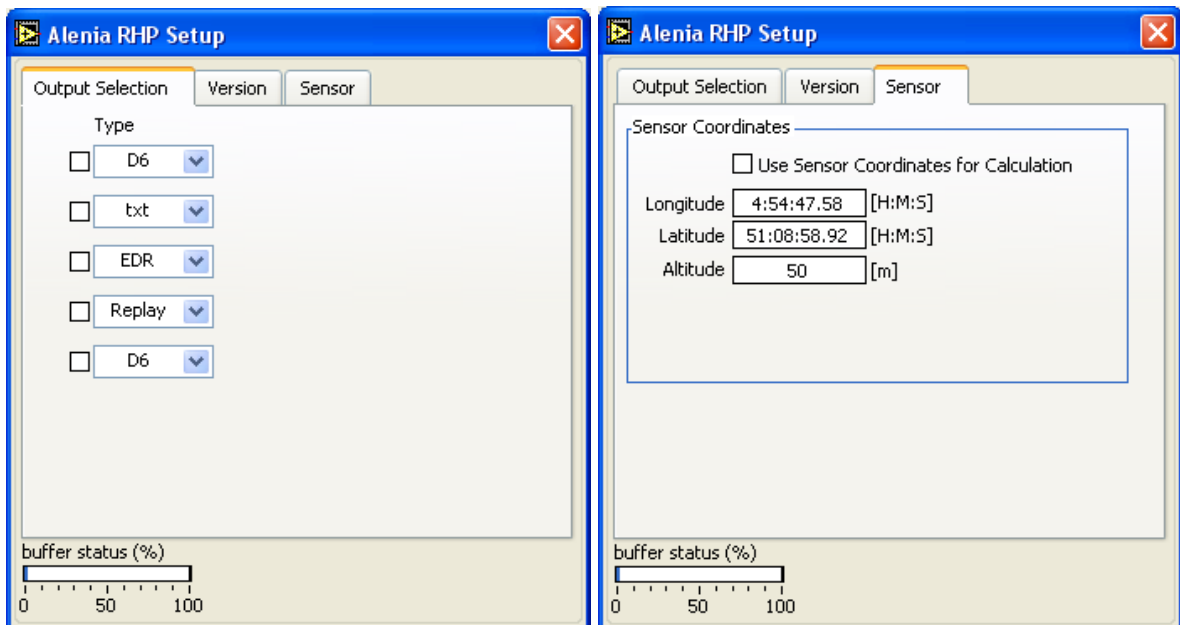 Alenia RHP Setup
Output Selection Version Sensor
Type
D6
txt
EDR
Replay
D6
buffer status (%)
0 50 100
Alenia RHP Setup
Output Selection Version Sensor
Sensor Coordinates
Use Sensor Coordinates for Calculation
Longitude 4:54:47.58 [H:M:S]
Latitude 51:08:58.92 [H:M:S]
Altitude 50 [m]
buffer status (%)
0 50 100